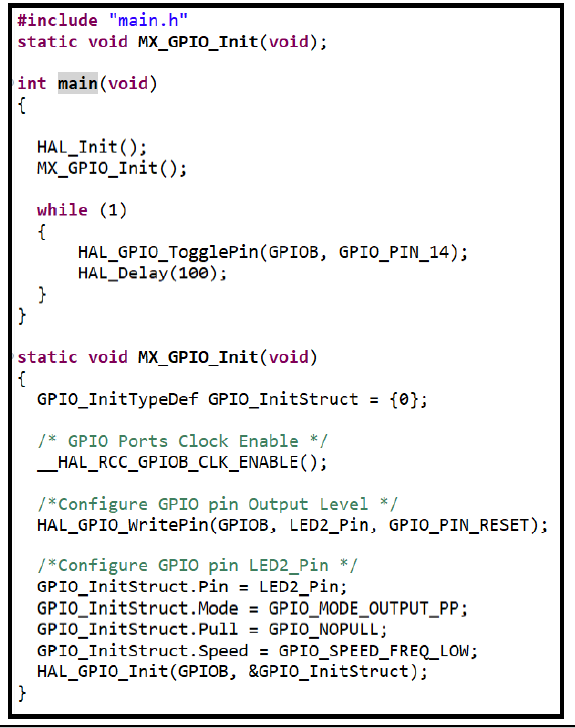 #include "main.h"
static void MX_GPIO_Init(void);
int main(void)
{
HAL_Init();
MX_GPIO_Init();
while (1)
{
HAL_GPIO_TogglePin(GPIOB, GPIO_PIN_14);
HAL_Delay(100);
}
}
static void MX_GPIO_Init(void)
{
GPIO_InitTypeDef GPIO_InitStruct = {0};
/* GPIO Ports Clock Enable */
__HAL_RCC_GPIOB_CLK_ENABLE();
/*Configure GPIO pin Output Level */
HAL_GPIO_WritePin(GPIOB, LED2_Pin, GPIO_PIN_RESET);
/*Configure GPIO pin LED2_Pin */
GPIO_InitStruct.Pin = LED2_Pin;
GPIO_InitStruct.Mode = GPIO_MODE_OUTPUT_PP;
GPIO_InitStruct.Pull = GPIO_NOPULL;
GPIO_InitStruct.Speed = GPIO_SPEED_FREQ_LOW;
HAL_GPIO_Init(GPIOB, &GPIO_InitStruct);
}